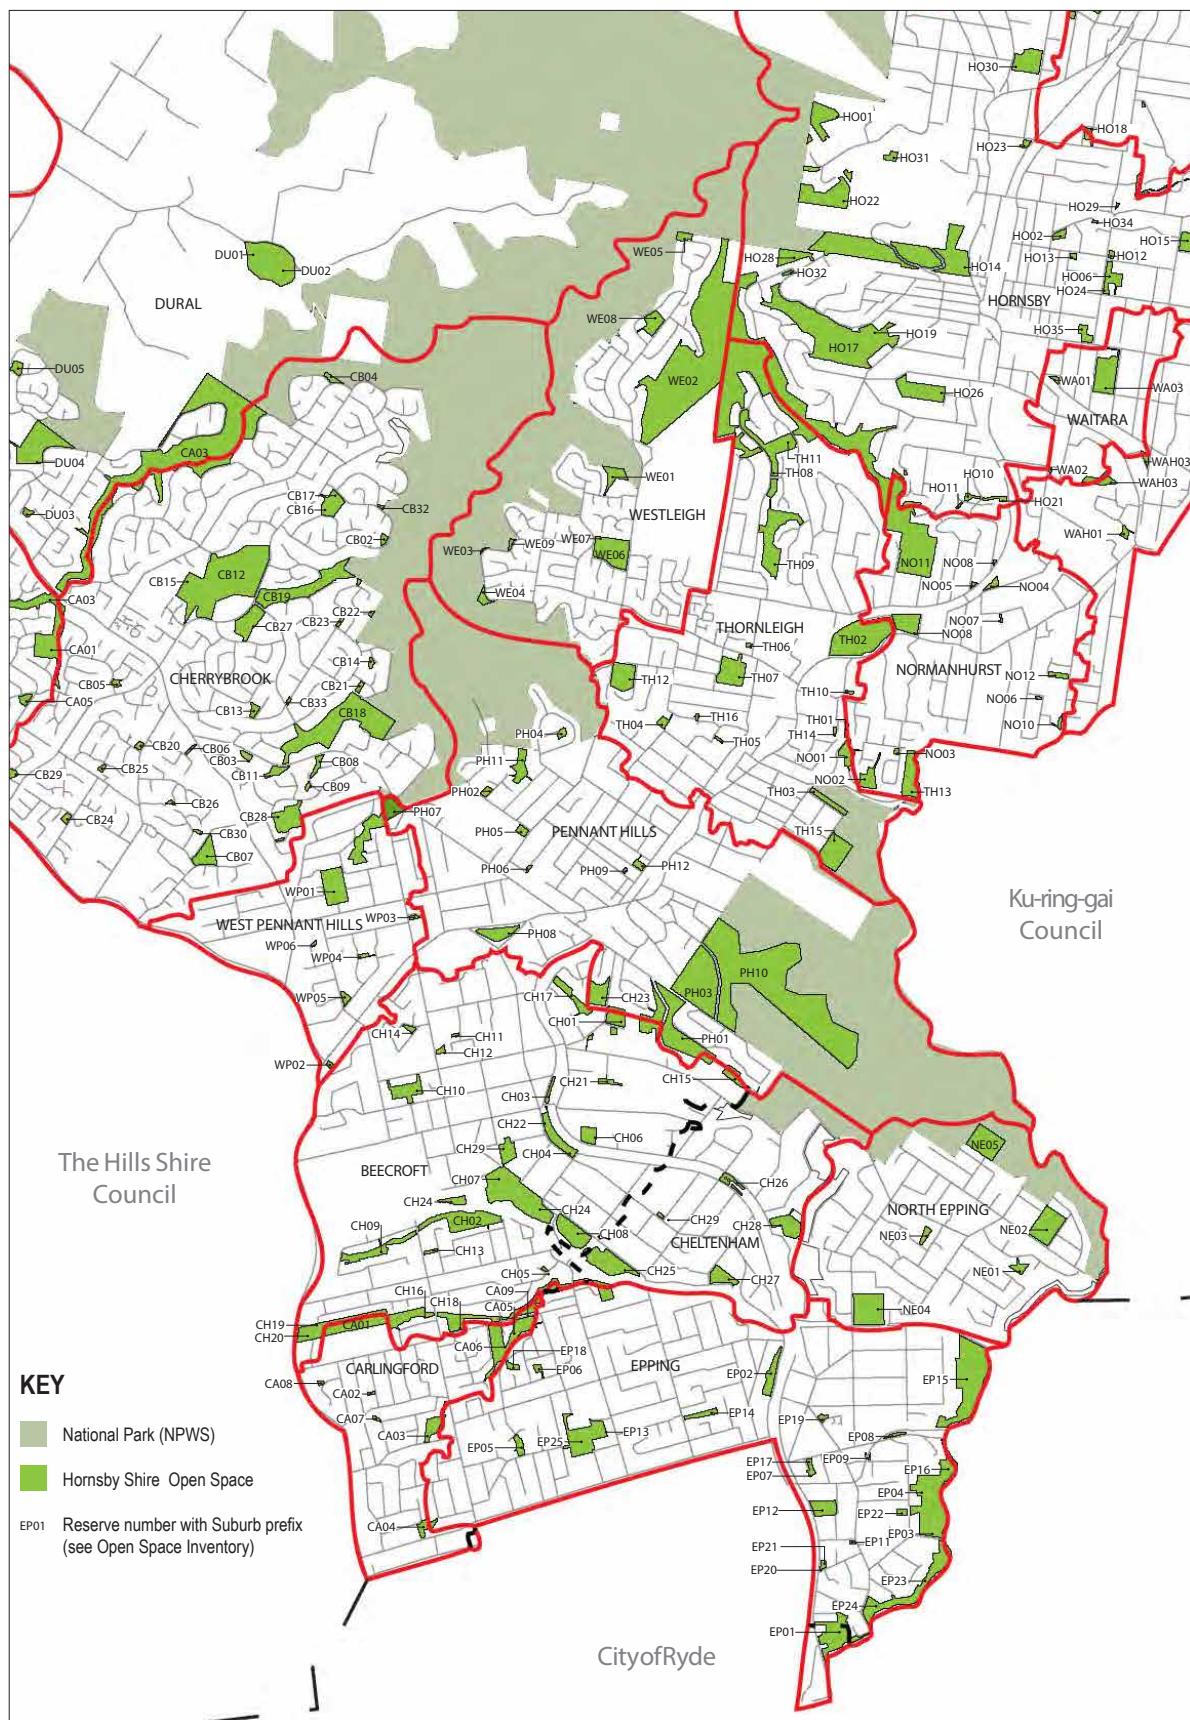 HO30
HO01
HO18
HO23
HO31
HO22
HO29
HO34
HO02
HO15
WE05
HO28
HO13
HO12
DU01
DU02
HO32
HO14
HO06
HO24
HORNSBY
DURAL
WE08
HO19
HO35
HO17
DU05
CB04
WE02
WA01
WA03
HO26
WAITARA
CA03
TH11
DU04
WE01
TH08
HO10
WA02
WAH03
WAH03
CB17
CB16
CB32
HO11
HO21
DU03
WESTLEIGH
CB02
WE03
WE09
WE07
WE06
WAH01
CB15
CB12
TH09
NO11
NO08
CB19
WE04
NO05
NO04
CA03
CB22
CB23
CB27
THORNLEIGH
NO07
NO08
TH02
CA01
TH06
CB14
CHERRYBROOK
NORMANHURST
CB05
CB21
TH12
TH07
NO12
CA05
CB33
TH10
NO06
CB13
CB18
TH16
TH01
TH04
TH14
NO10
PH04
CB20
CB06
TH05
CB03
CB08
PH11
NO01
NO03
CB29
CB25
CB11
CB09
NO02
PH02
TH03
TH13
CB26
CB28
PH07
CB24
CB30
PH05
PENNANT HILLS
TH15
CB07
PH06
PH09
PH12
WP01
Ku-ring-gai
Council
WP03
WEST PENNANT HILLS
PH08
WP06
WP04
PH10
PH03
WP05
CH17
CH23
CH01
CH14
CH11
PH01
CH12
WP02
CH21
CH15
CH10
CH03
CH22
CH06
NE05
CH29
CH04
The Hills Shire
Council
BEECROFT
CH07
CH26
CH24
CH24
NORTH EPPING
CH02
CH29
CH28
NE02
CH09
CH08
NE03
CH13
CHELTENHAM
CH05
CH25
CH27
NE01
CH16
CA09
CH18
CA05
NE04
CH19
CA01
CH20
CA06
EP18
CARLINGFORD
EP06
EPPING
EP02
CA08
EP15
CA02
CA07
EP14
EP19
CA03
EP13
EP08
EP05
EP25
EP17
EP09
EP16
EP07
EP04
EP12
EP22
CA04
EP03
EP11
EP21
EP20
EP23
EP24
EP01
City of Ryde
KEY
National Park (NPWS)
Hornsby Shire Open Space
EP01 Reserve number with Suburb prefix
(see Open Space Inventory)